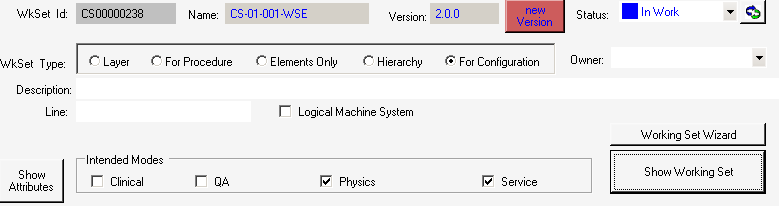 WkSet Id: CS00000238 Name: CS-01-001-WSE Version: 2.0.0 new Version Status: In Work
WkSet Type: Layer For Procedure Elements Only Hierarchy For Configuration Owner:
Description:
Line: Logical Machine System
Working Set Wizard
Show Attributes Intended Modes Show Working Set
Clinical QA Physics Service